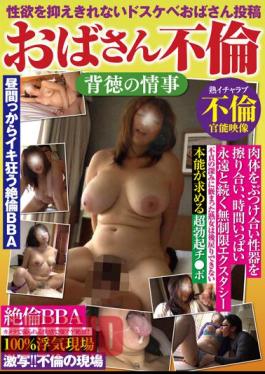 性欲を抑えきれないドスケベおばさん投稿
おばさん不倫
背徳の情事
熟イチャラブ
不倫
官能映像
昼間っからイキ狂う絶倫BBA
肉体をぶつけ合い性器を
擦り合い、時間いっぱい
永遠と続く無制限エクスタシー
本能が求める超勃起チ●ポ
絶倫BBA
100%浮気現場
激写!!不倫の現場